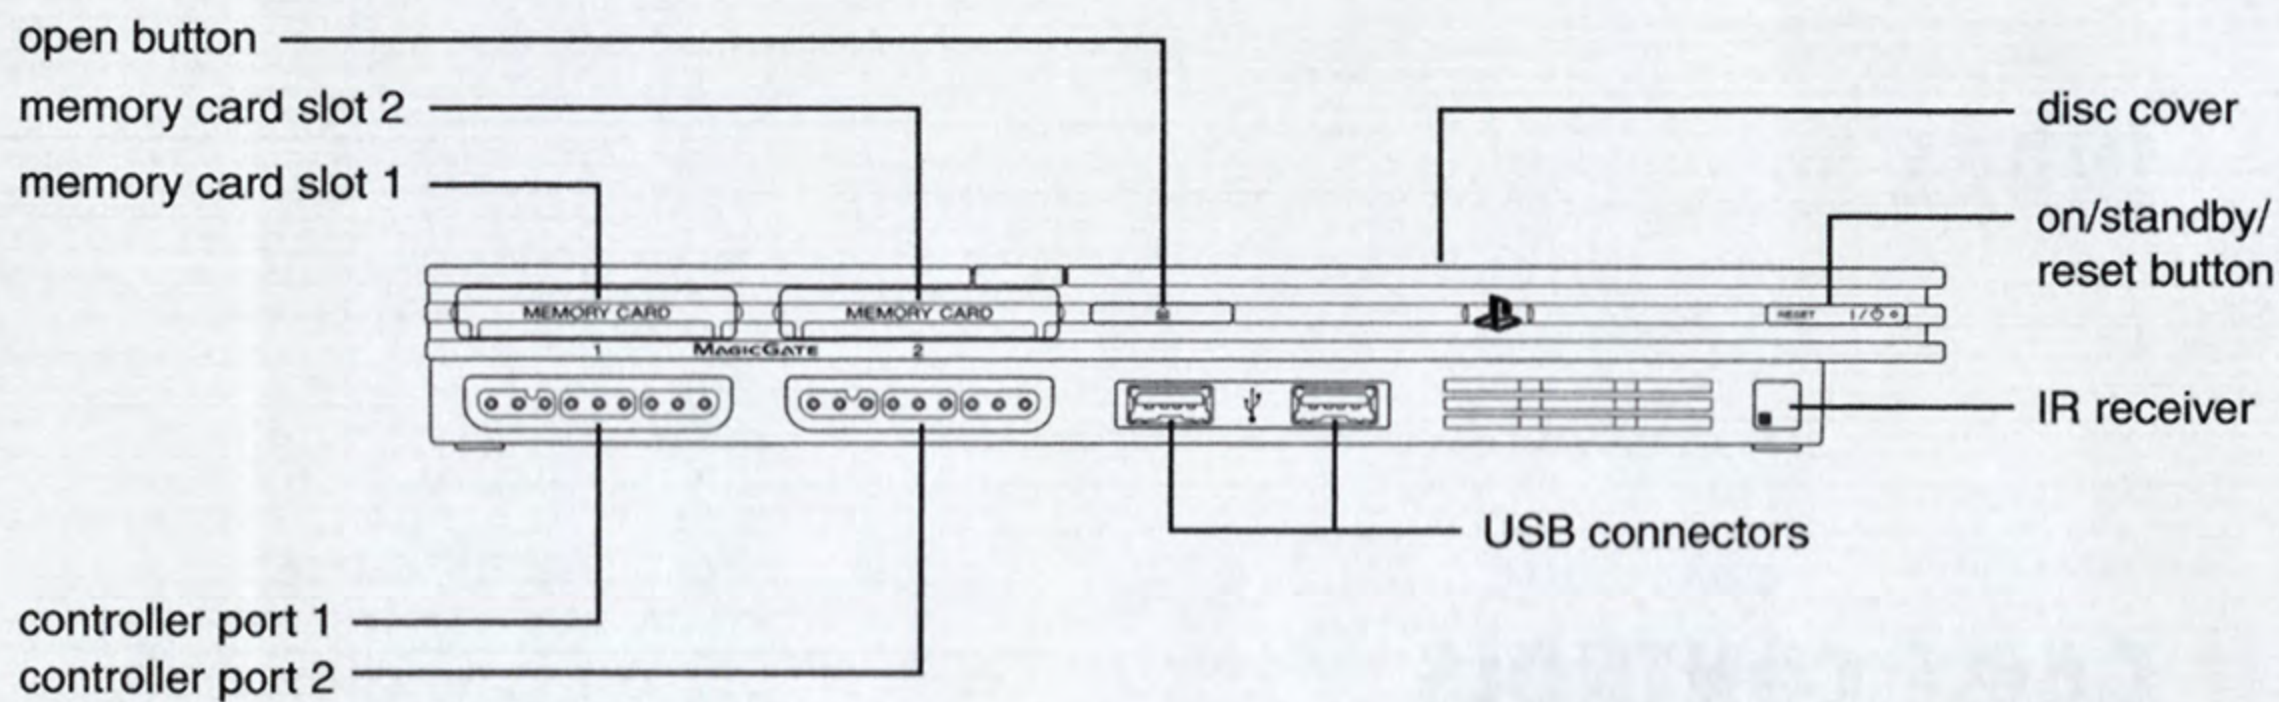 open button
memory card slot 2
memory card slot 1
disc cover
on/standby/
reset button
MEMORY CARD
MEMORY CARD
RESET
1
MAGICGATE
2
IR receiver
USB connectors
controller port 1
controller port 2